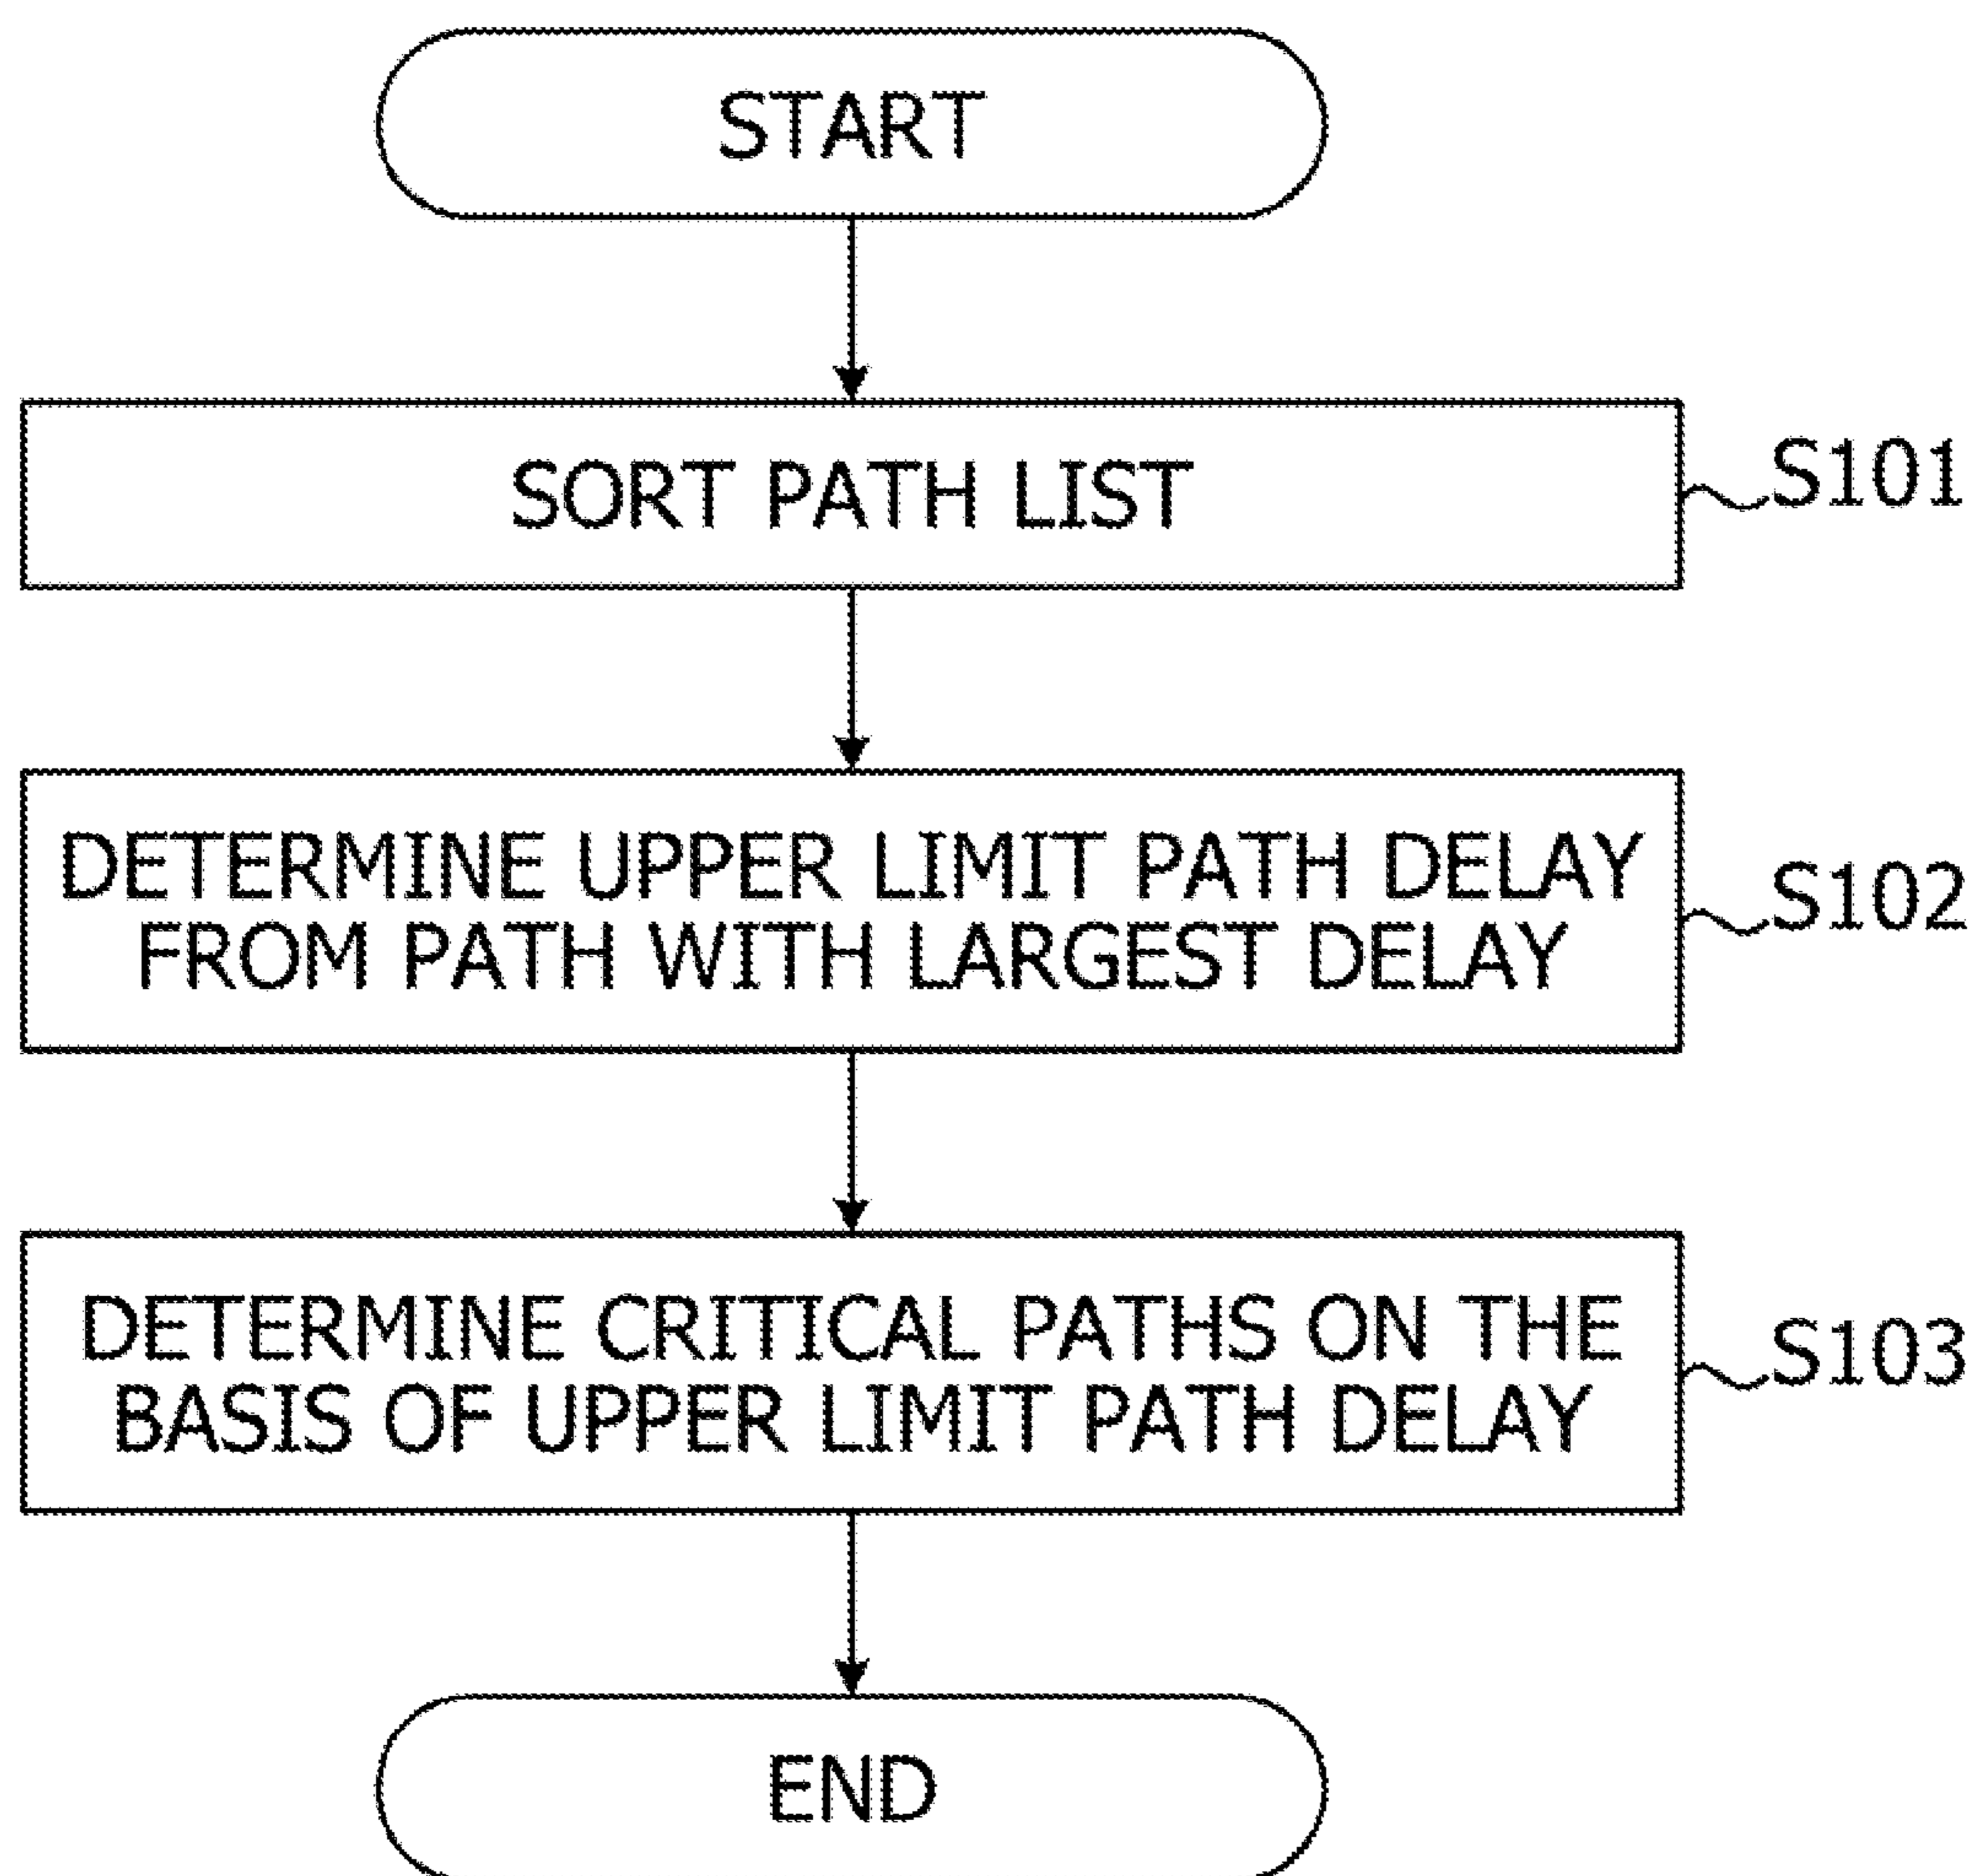 START
SORT PATH LIST
S101
DETERMINE UPPER LIMIT PATH DELAY
FROM PATH WITH LARGEST DELAY
S102
DETERMINE CRITICAL PATHS ON THE
BASIS OF UPPER LIMIT PATH DELAY
S103
END